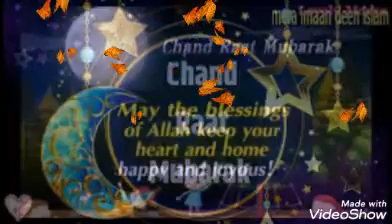 mera imaan deen islam
Chand Raat Mubarak
Chand
Raat
Mubarak
May the blessings
of Allah keep your
heart and home
happy and joyous!
Made with
VideoShow